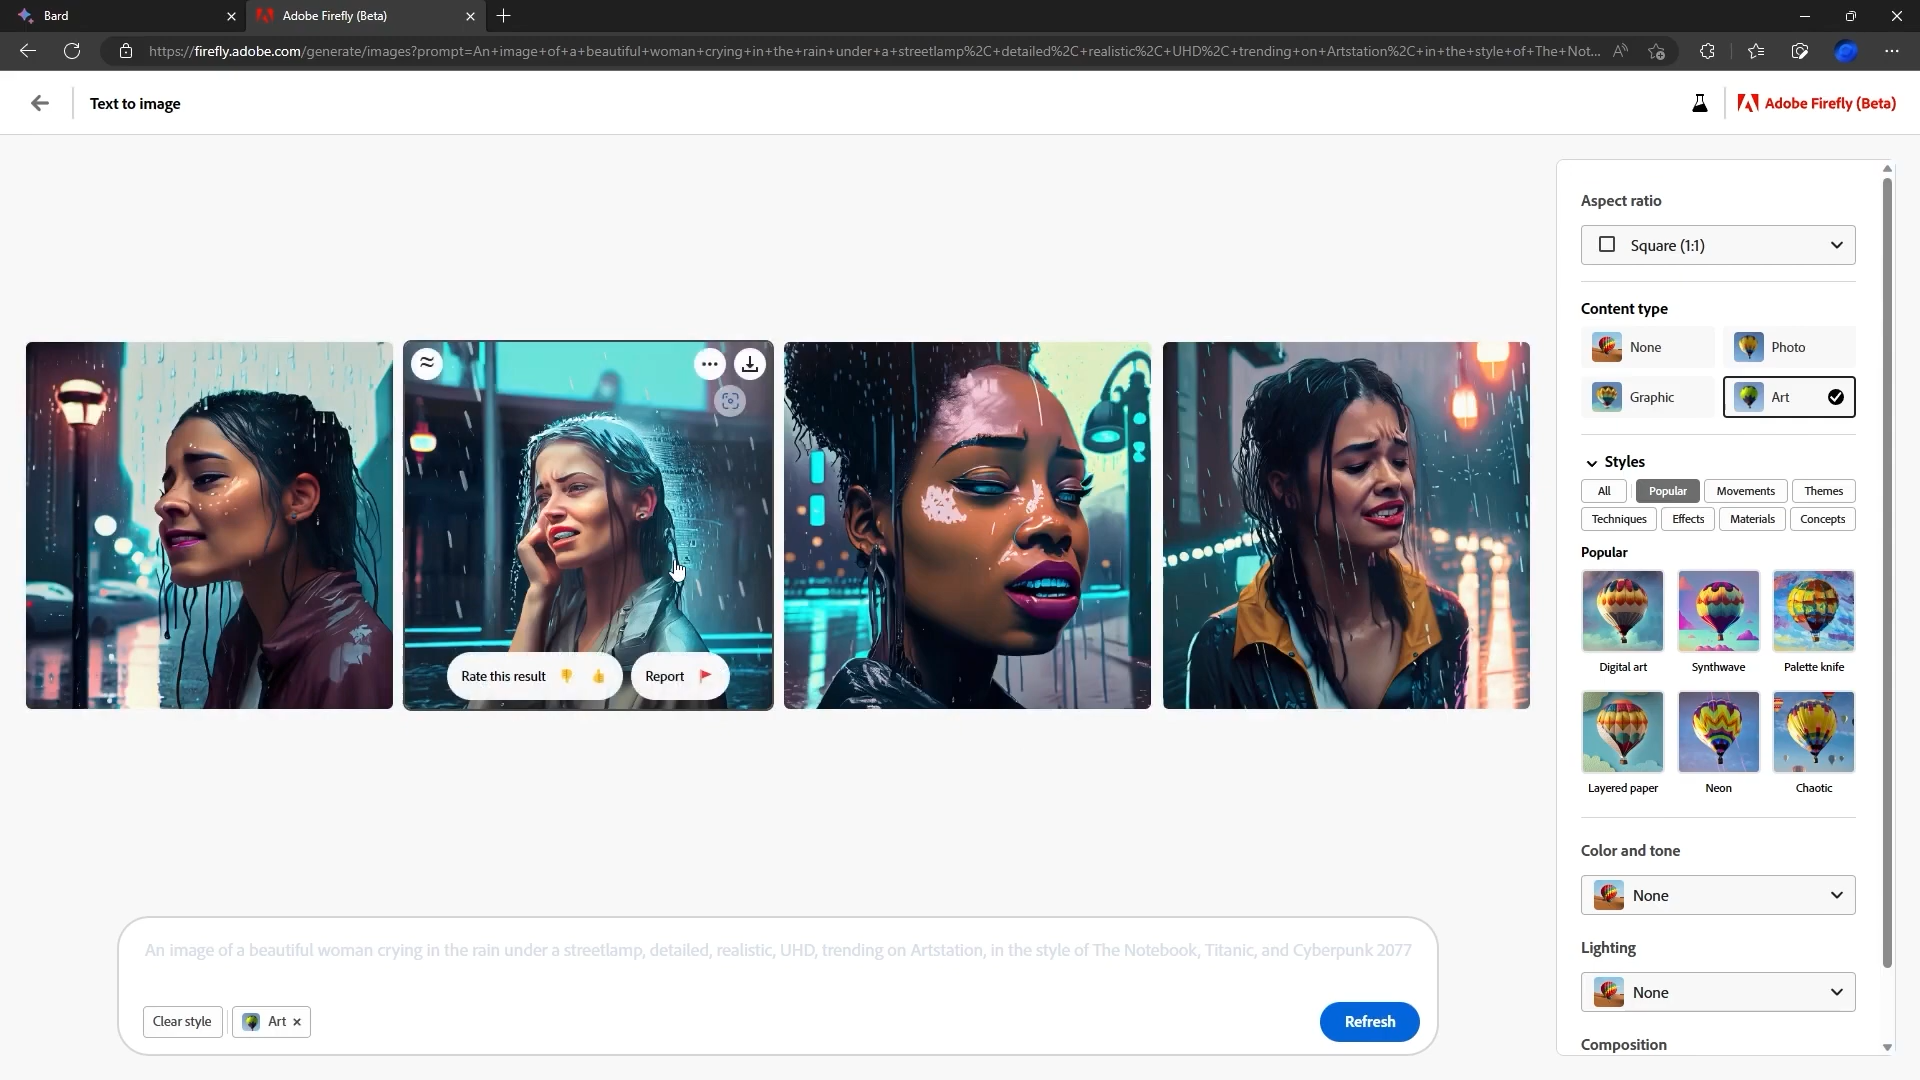 Bard
Adobe Firefly (Beta)
https://firefly.adobe.com/generate/images?prompt=An+image+of+a+beautiful+woman+crying+in+the+rain+under+a+streetlamp%2C+detailed%2C+realistic%2C+UHD%2C+trending+on+Artstation%2C+in+the+style+of+The+Not...
Text to image
Adobe Firefly (Beta)
Rate this result
Report
An image of a beautiful woman crying in the rain under a streetlamp, detailed, realistic, UHD, trending on Artstation, in the style of The Notebook, Titanic, and Cyberpunk 2077
Clear style
Art
Refresh
Aspect ratio
Square (1:1)
Content type
None
Photo
Graphic
Art
Styles
All
Popular
Movements
Themes
Techniques
Effects
Materials
Concepts
Popular
Digital art
Synthwave
Palette knife
Layered paper
Neon
Chaotic
Color and tone
None
Lighting
None
Composition